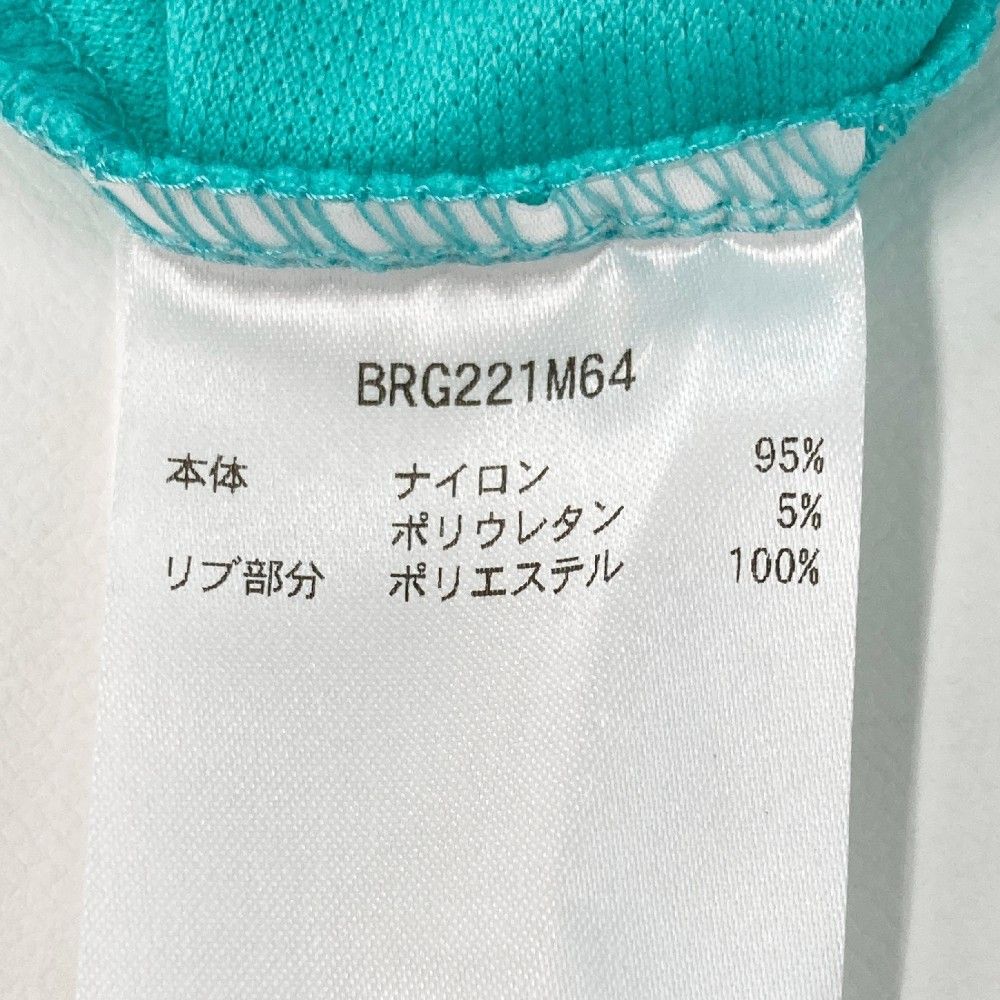 BRG221M64
本体 ナイロン 95%
ポリウレタン 5%
リブ部分 ポリエステル 100%